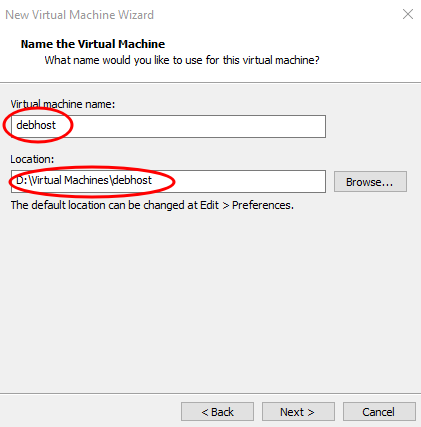 New Virtual Machine Wizard
Name the Virtual Machine
What name would you like to use for this virtual machine?
Virtual machine name:
debhost
Location:
D:\Virtual Machines\debhost
Browse...
The default location can be changed at Edit > Preferences.
< Back
Next >
Cancel